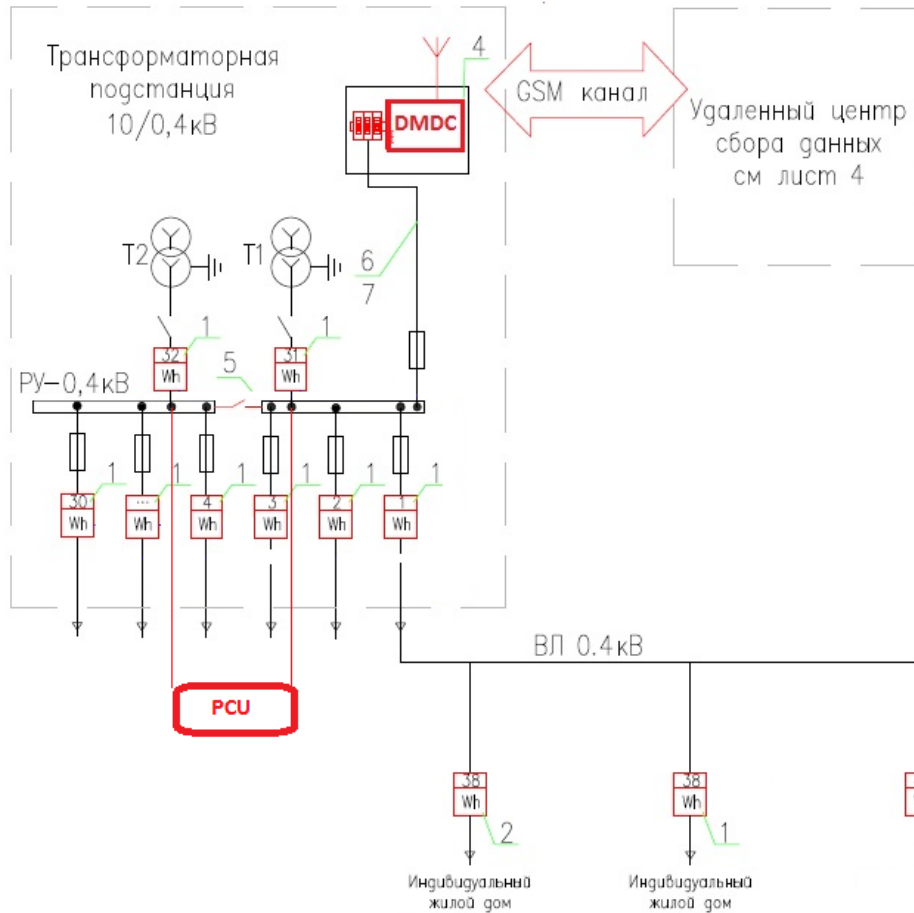 Трансформаторная
подстанция
10/0,4кВ
4
DMDC
GSM канал
Удаленный центр
сбора данных
см лист 4
T2
T1
6
7
32
Wh
1
31
Wh
1
5
РУ-0,4кВ
30
Wh
1
...
Wh
1
4
Wh
1
3
Wh
1
2
Wh
1
1
Wh
1
ВЛ 0.4кВ
PCU
38
Wh
2
38
Wh
1
Индивидуальный
жилой дом
Индивидуальный
жилой дом